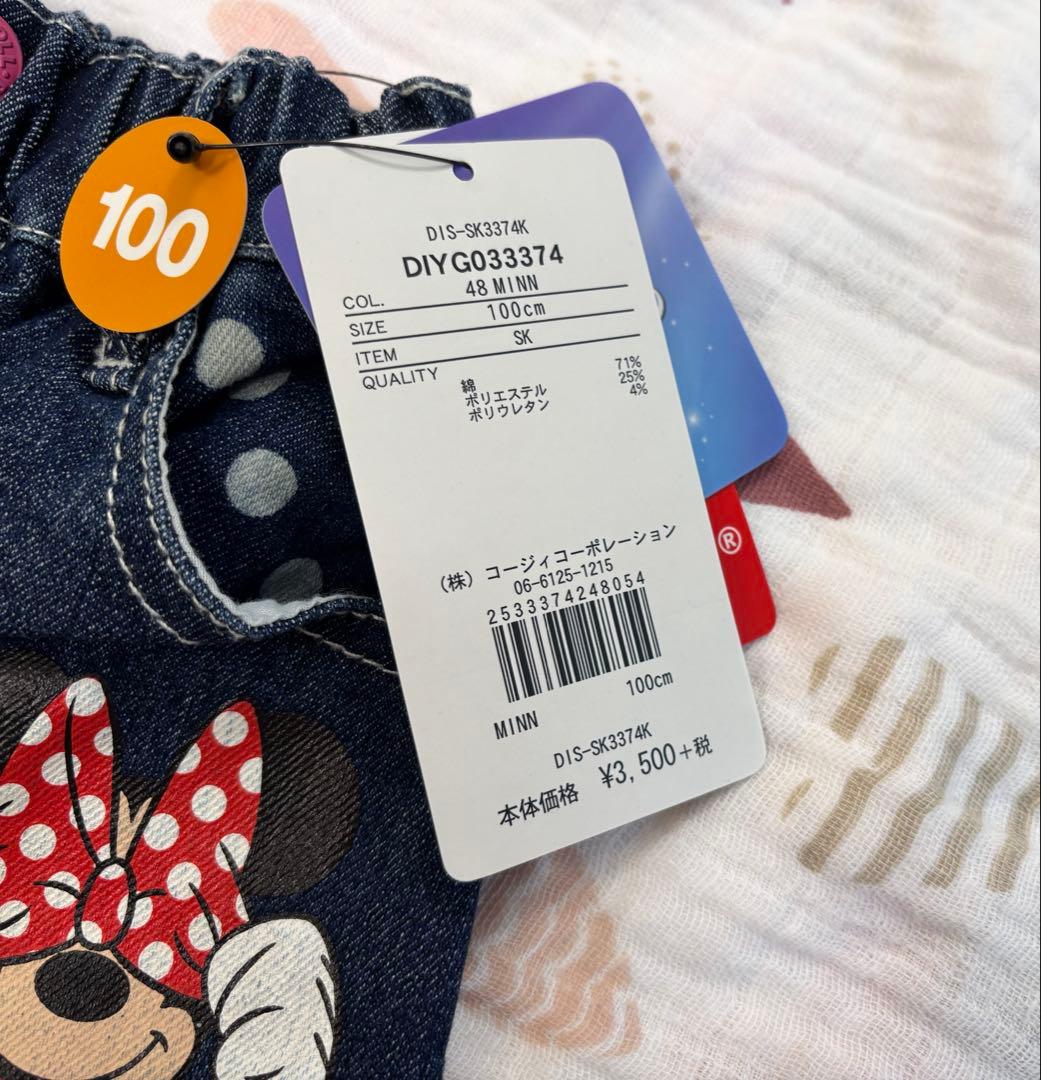 100
DIS-SK3374K
DIYG033374
COL. 48 MINN
SIZE 100cm
ITEM SK
QUALITY
綿 71%
ポリエステル 25%
ポリウレタン 4%
(株) コージィコーポレーション
06-6125-1215
2533374248054
100cm
MINN
DIS-SK3374K
本体価格 ¥3,500+税
®